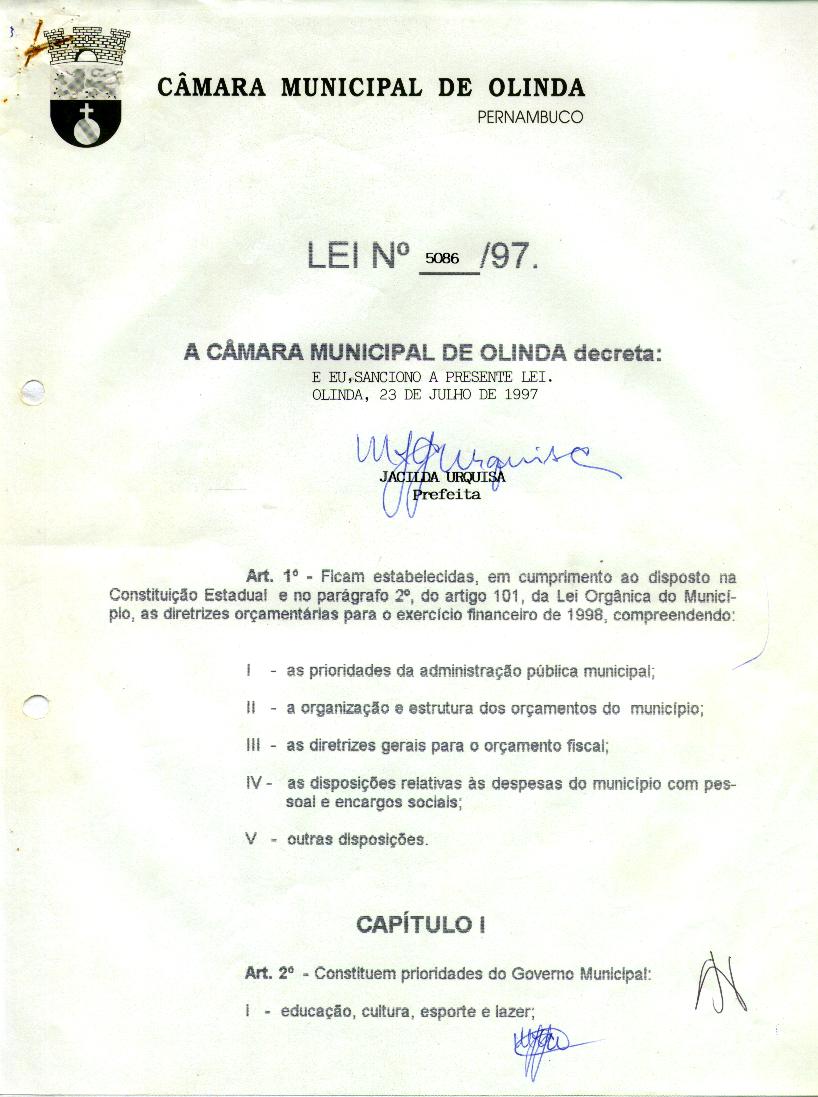 CÂMARA MUNICIPAL DE OLINDA
PERNAMBUCO
LEI Nº 5086 /97.
A CÂMARA MUNICIPAL DE OLINDA decreta:
E EU,SANCIONO A PRESENTE LEI.
OLINDA, 23 DE JULHO DE 1997
JACILDA URQUISA
Prefeita
Art. 1º - Ficam estabelecidas, em cumprimento ao disposto na
Constituição Estadual e no parágrafo 2º, do artigo 101, da Lei Orgânica do Municí-
pio, as diretrizes orçamentárias para o exercício financeiro de 1998, compreendendo:
I - as prioridades da administração pública municipal;
II - a organização e estrutura dos orçamentos do município;
III - as diretrizes gerais para o orçamento fiscal;
IV - as disposições relativas às despesas do município com pes-
soal e encargos sociais;
V - outras disposições.
CAPÍTULO I
Art. 2º - Constituem prioridades do Governo Municipal:
I - educação, cultura, esporte e lazer;